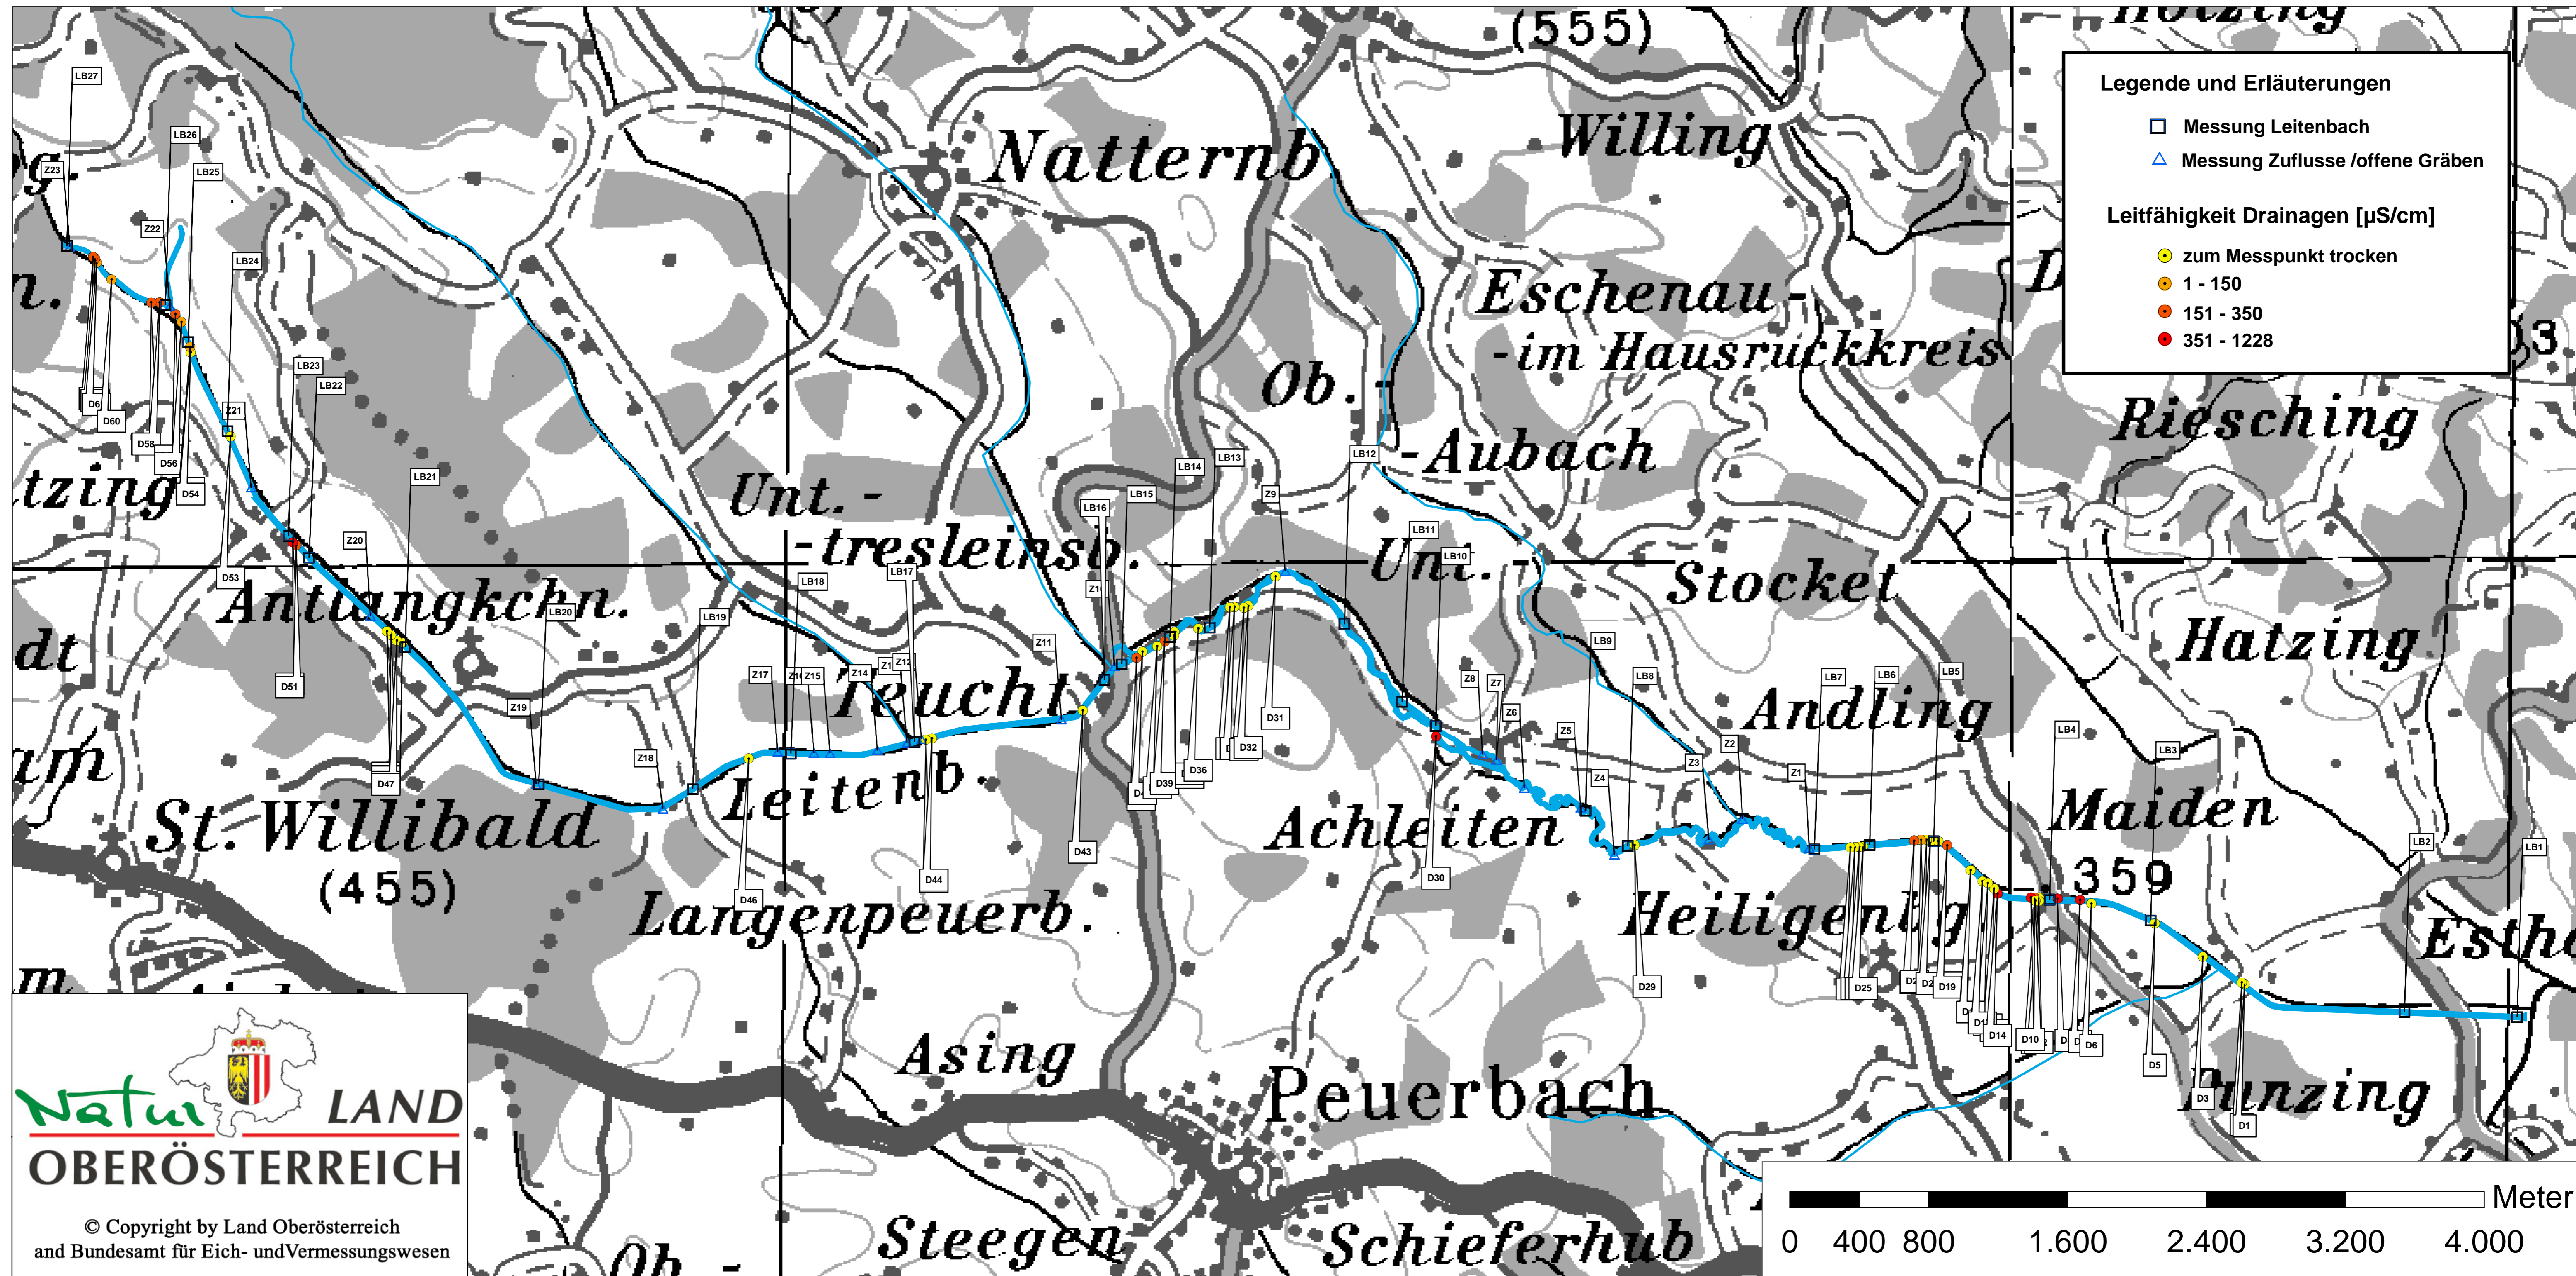 Hötzing
(555)
Natternb.
Willing
Eschenau-
-im Hausruckkreis
Ob.-
-Aubach
Riesching
Unt.-
-tresleinsb.
Unt.
Stocket
Antlangkchn.
Hatzing
Teucht
Andling
Leitenb.
St. Willibald
(455)
Achleiten
Maiden
359
Langenpeuerb.
Heiligenbg.
Asing
Peuerbach
Punzing
Steegen
Schieferhub
Ob.-
Legende und Erläuterungen
Messung Leitenbach
Messung Zuflusse /offene Gräben
Leitfähigkeit Drainagen [µS/cm]
zum Messpunkt trocken
1 - 150
151 - 350
351 - 1228
LB27
LB26
Z23
LB25
Z22
LB24
LB23
LB22
Z21
D60
D58
D56
D54
LB21
Z20
D53
D51
LB20
LB19
LB18
LB17
D47
Z19
Z18
Z17
Z15
Z14
Z12
Z11
LB16
LB15
LB14
LB13
Z9
LB12
LB11
LB10
D46
D44
D43
D39
D36
D32
D31
D30
Z8
Z7
Z6
Z5
Z4
LB9
LB8
D29
Z3
Z2
Z1
LB7
LB6
LB5
LB4
LB3
LB2
LB1
D25
D19
D14
D10
D6
D5
D3
D1
Natur
LAND
OBERÖSTERREICH
© Copyright by Land Oberösterreich
and Bundesamt für Eich- undVermessungswesen
Meter
0 400 800 1.600 2.400 3.200 4.000